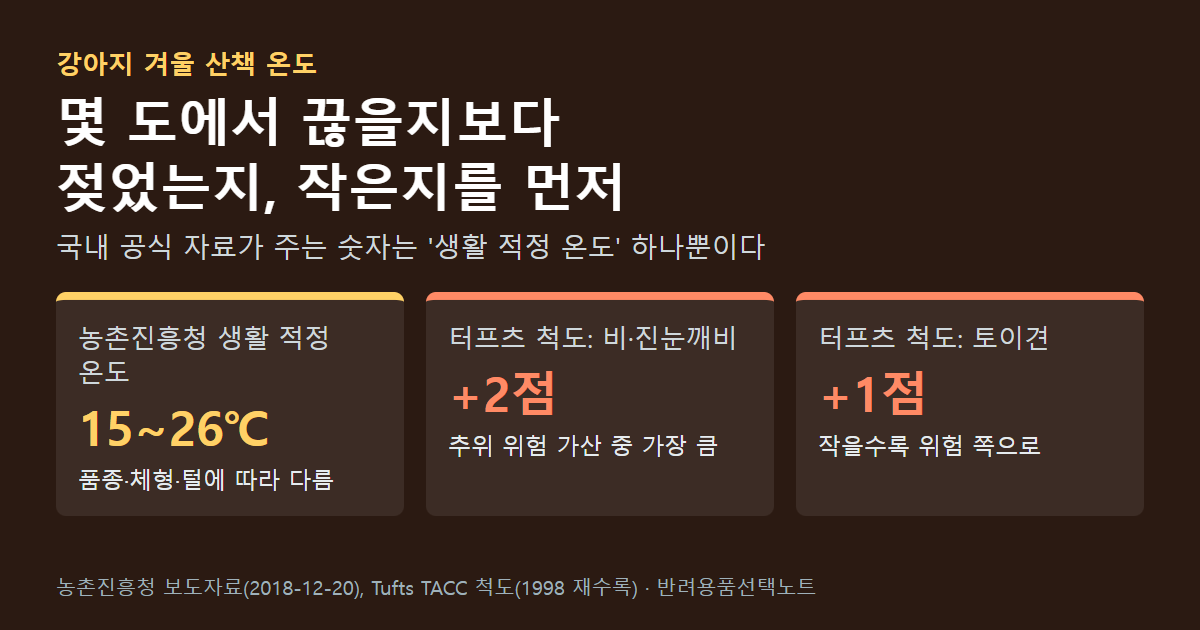 강아지 겨울 산책 온도
몇 도에서 끊을지보다
젖었는지, 작은지를 먼저
국내 공식 자료가 주는 숫자는 '생활 적정 온도' 하나뿐이다
농촌진흥청 생활 적정
온도
15~26℃
품종·체형·털에 따라 다름
터프츠 척도: 비·진눈깨비
+2점
추위 위험 가산 중 가장 큼
터프츠 척도: 토이견
+1점
작을수록 위험 쪽으로
농촌진흥청 보도자료(2018-12-20), Tufts TACC 척도(1998 재수록) · 반려용품선택노트